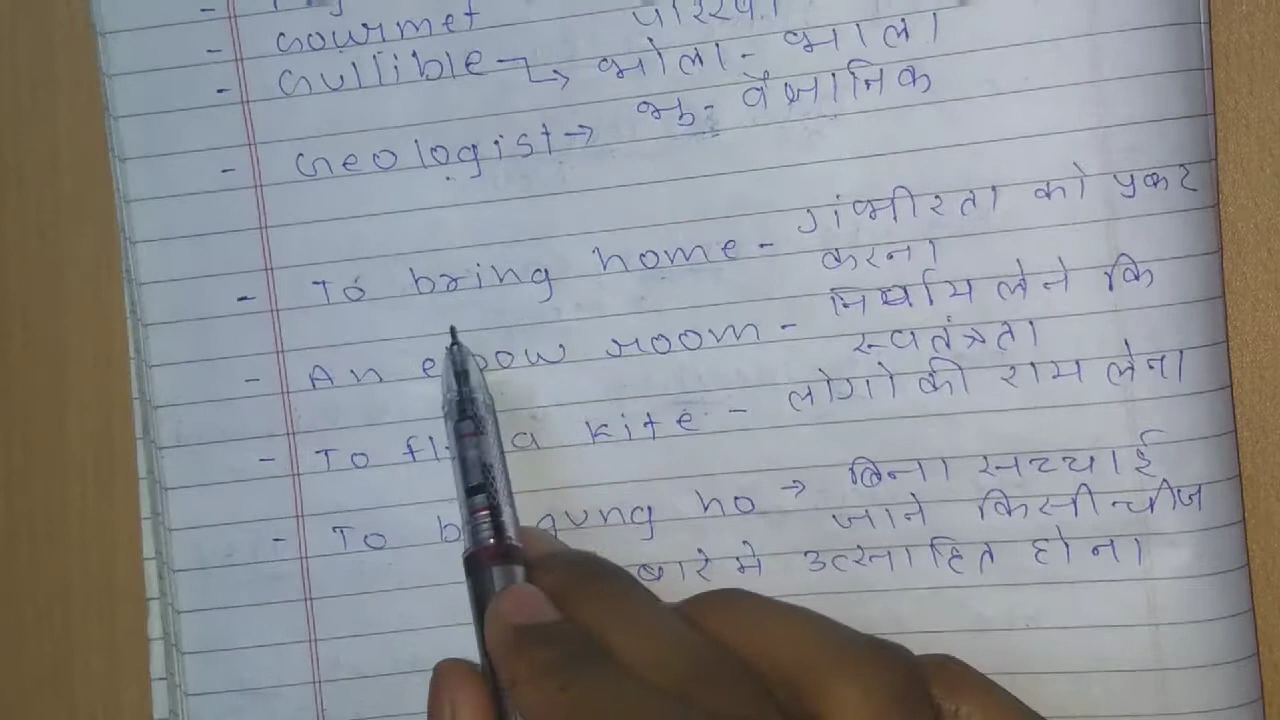 - Gourmet पारखी
- Gullible → भोला - भाला
- Geologist → भू- वैज्ञानिक
- To bring home - गंभीरता को प्रकट
करना
- An elbow room - निर्णय लेने कि
स्वतंत्रता
- To fly a kite - लोगो की राय लेना
- To be gung ho → बिना सच्चाई
जाने किसी चीज
बारे मे उत्साहित होना